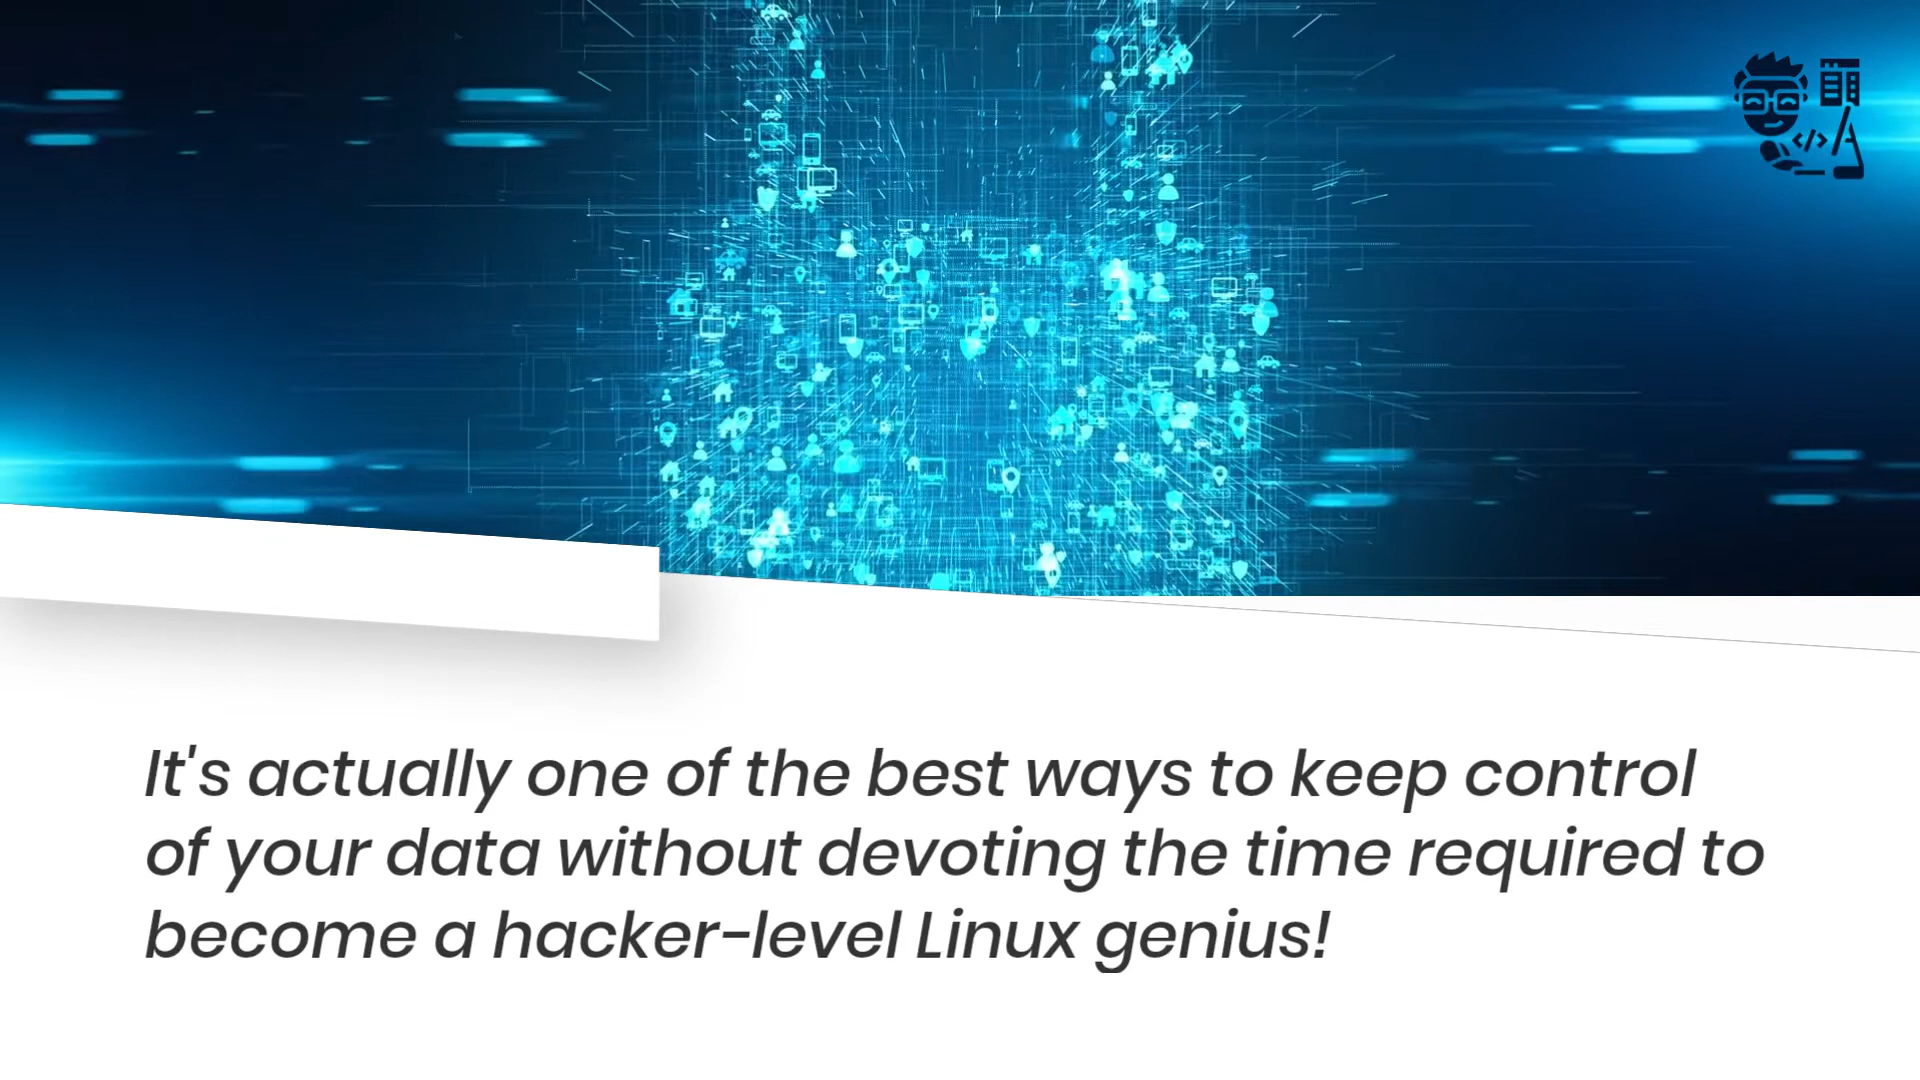 It's actually one of the best ways to keep control
of your data without devoting the time required to
become a hacker-level Linux genius!